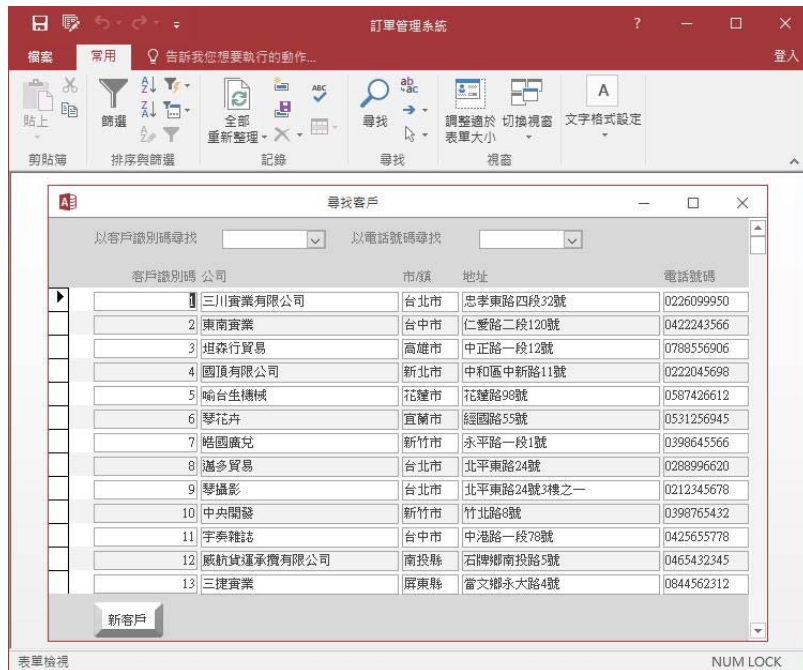 訂單管理系統
檔案 常用 告訴我您想要執行的動作... 登入
貼上 篩選 全部 重新整理 ABC 尋找 ab ac 調整適於 表單大小 切換視窗 A 文字格式設定
剪貼簿 排序與篩選 記錄 尋找 視窗
尋找客戶
以客戶識別碼尋找 以電話號碼尋找
客戶識別碼 公司 市/鎮 地址 電話號碼
1 三川實業有限公司 台北市 忠孝東路四段32號 0226099950
2 東南實業 台中市 仁愛路二段120號 0422243566
3 坦森行貿易 高雄市 中正路一段12號 0788556906
4 國頂有限公司 新北市 中和區中新路11號 0222045698
5 喻台生機械 花蓮市 花蓮路98號 0587426612
6 琴花卉 宜蘭市 經國路55號 0531256945
7 皓國廣兌 新竹市 永平路一段1號 0398645566
8 邁多貿易 台北市 北平東路24號 0288996620
9 琴攝影 台北市 北平東路24號3樓之一 0212345678
10 中央開發 新竹市 竹北路8號 0398765432
11 宇奏雜誌 台中市 中港路一段78號 0425655778
12 威航貨運承攬有限公司 南投縣 石牌鄉南投路5號 0465432345
13 三捷實業 屏東縣 當文鄉永大路4號 0844562312
新客戶
表單檢視 NUM LOCK